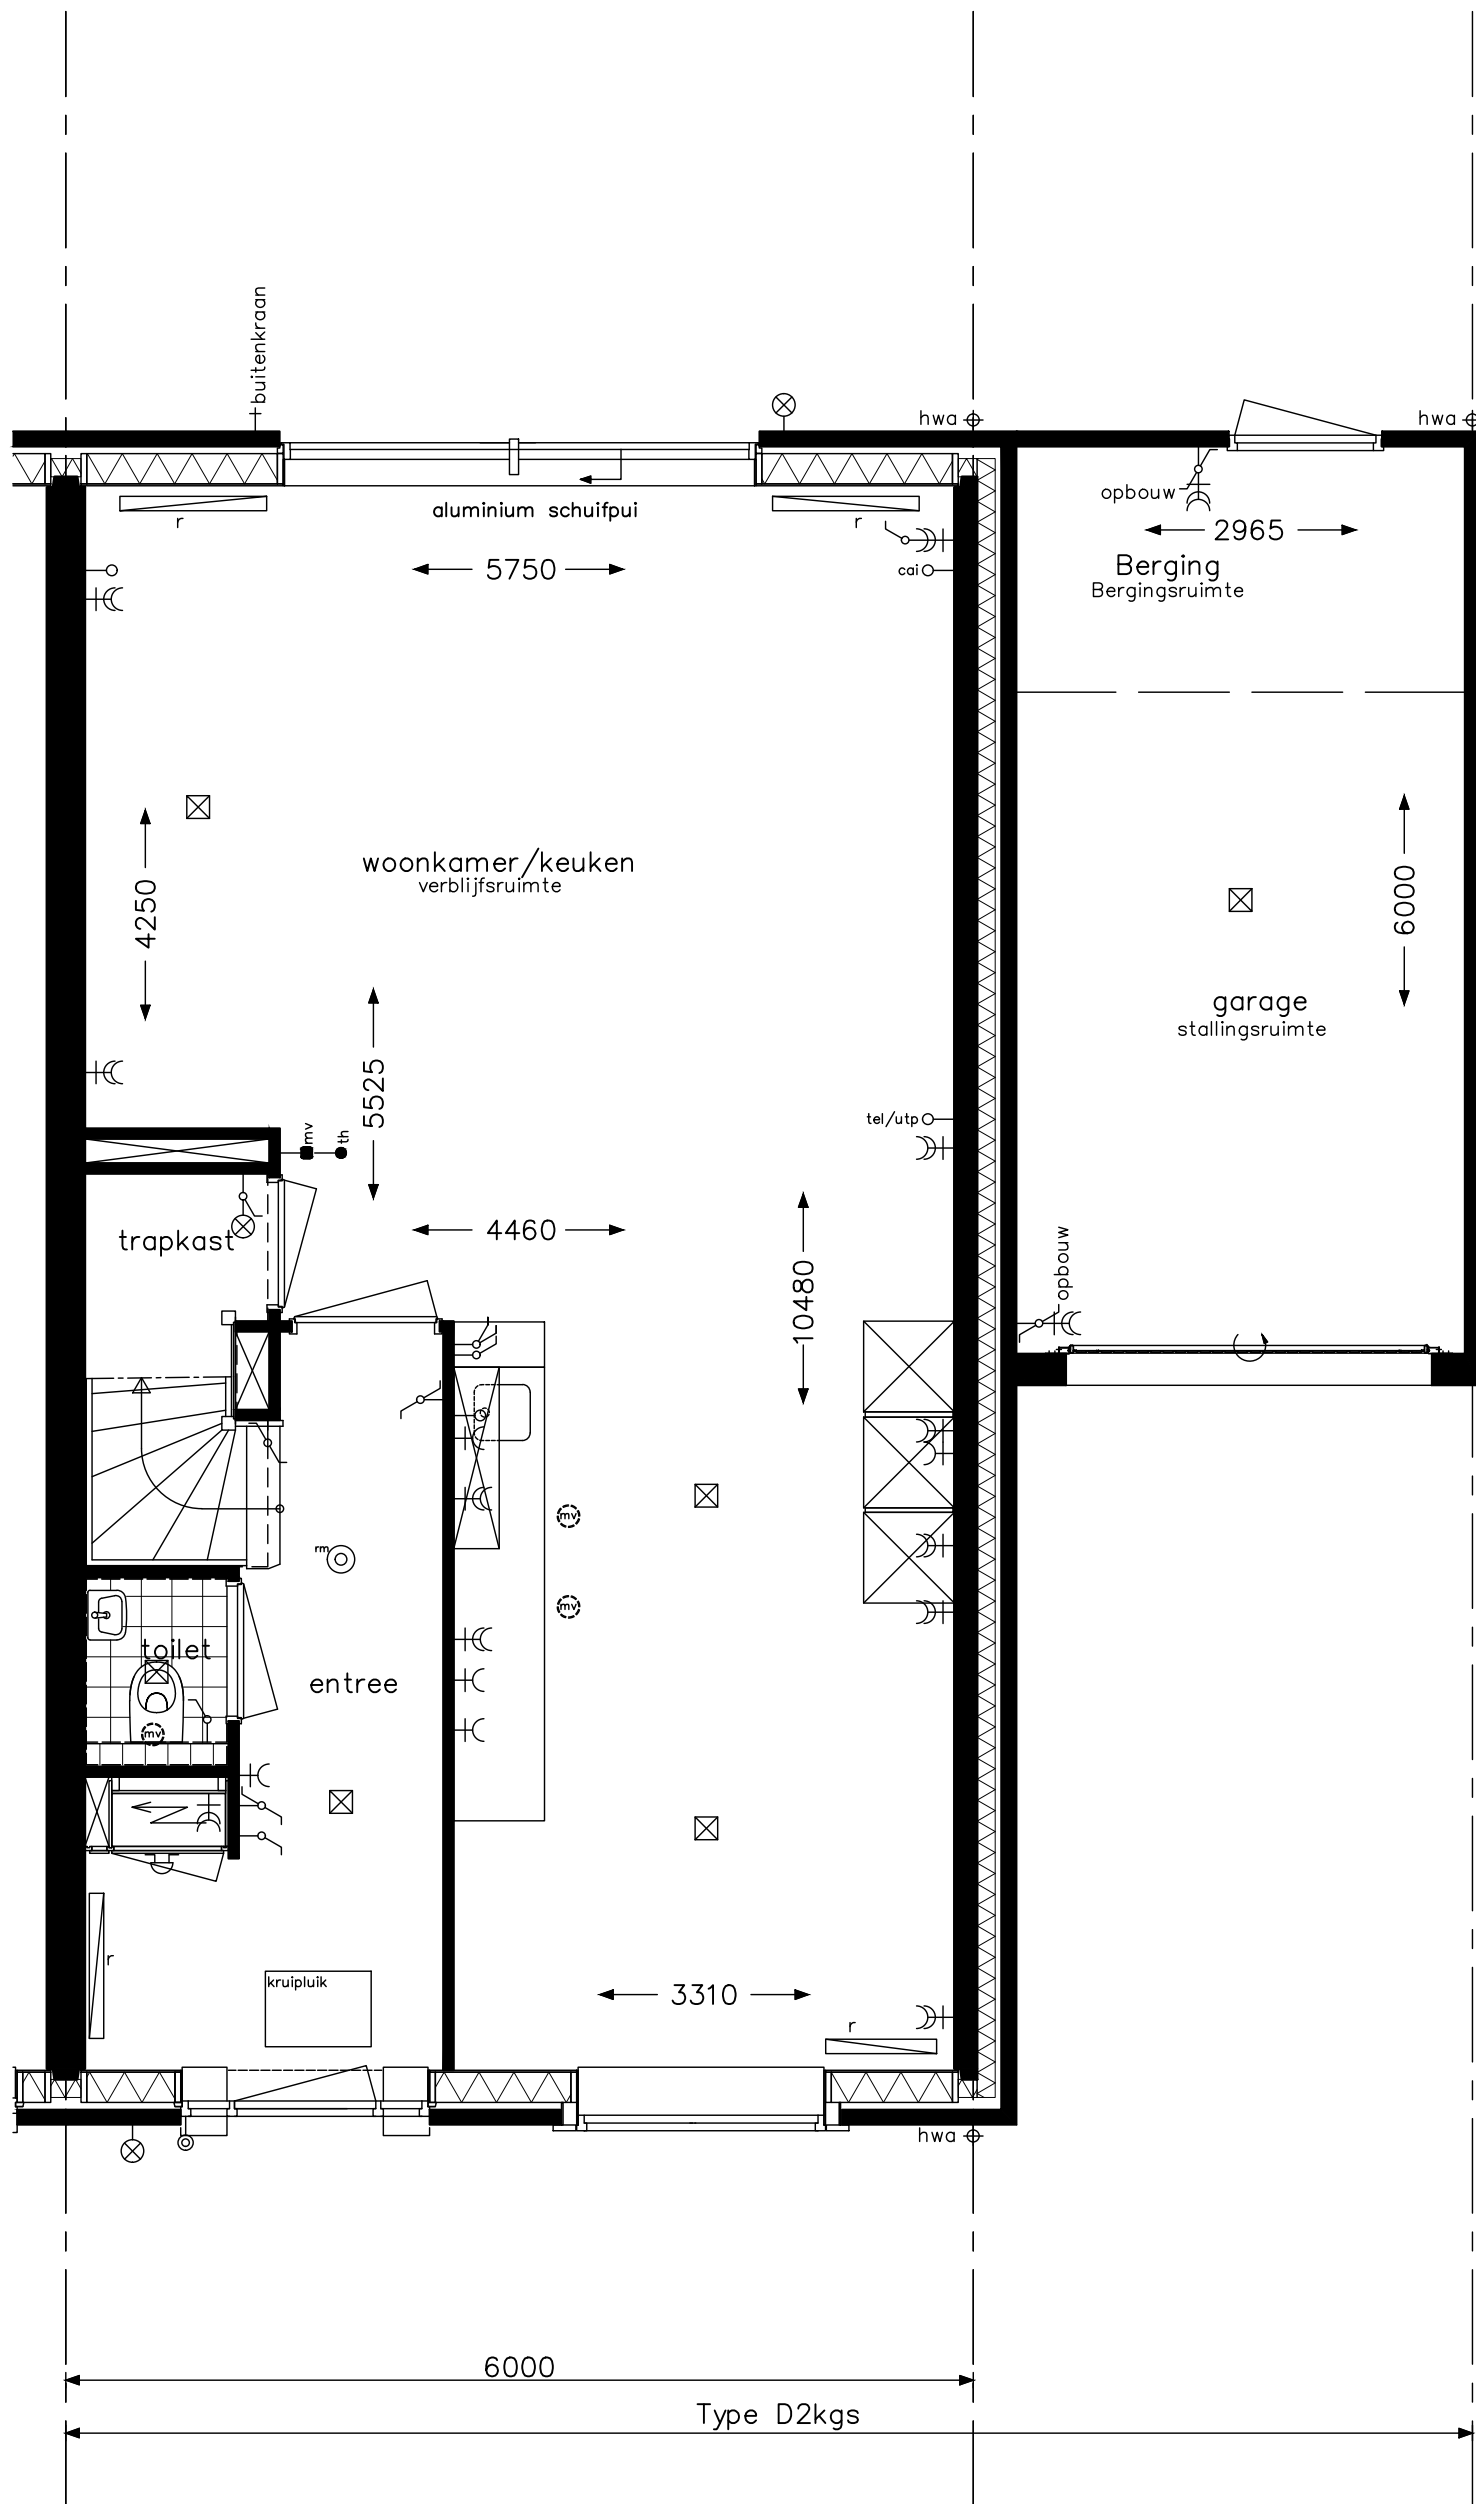 buitenkraan
hwa
hwa
r
aluminium schuifpui
r
opbouw
2965
5750
cai
Berging
Bergingsruimte
woonkamer/keuken
verblijfsruimte
4250
6000
garage
stallingsruimte
5525
tel/utp
mv
th
trapkast
4460
10480
opbouw
mv
rm
mv
toilet
entree
mv
r
kruipluik
3310
r
hwa
6000
Type D2kgs